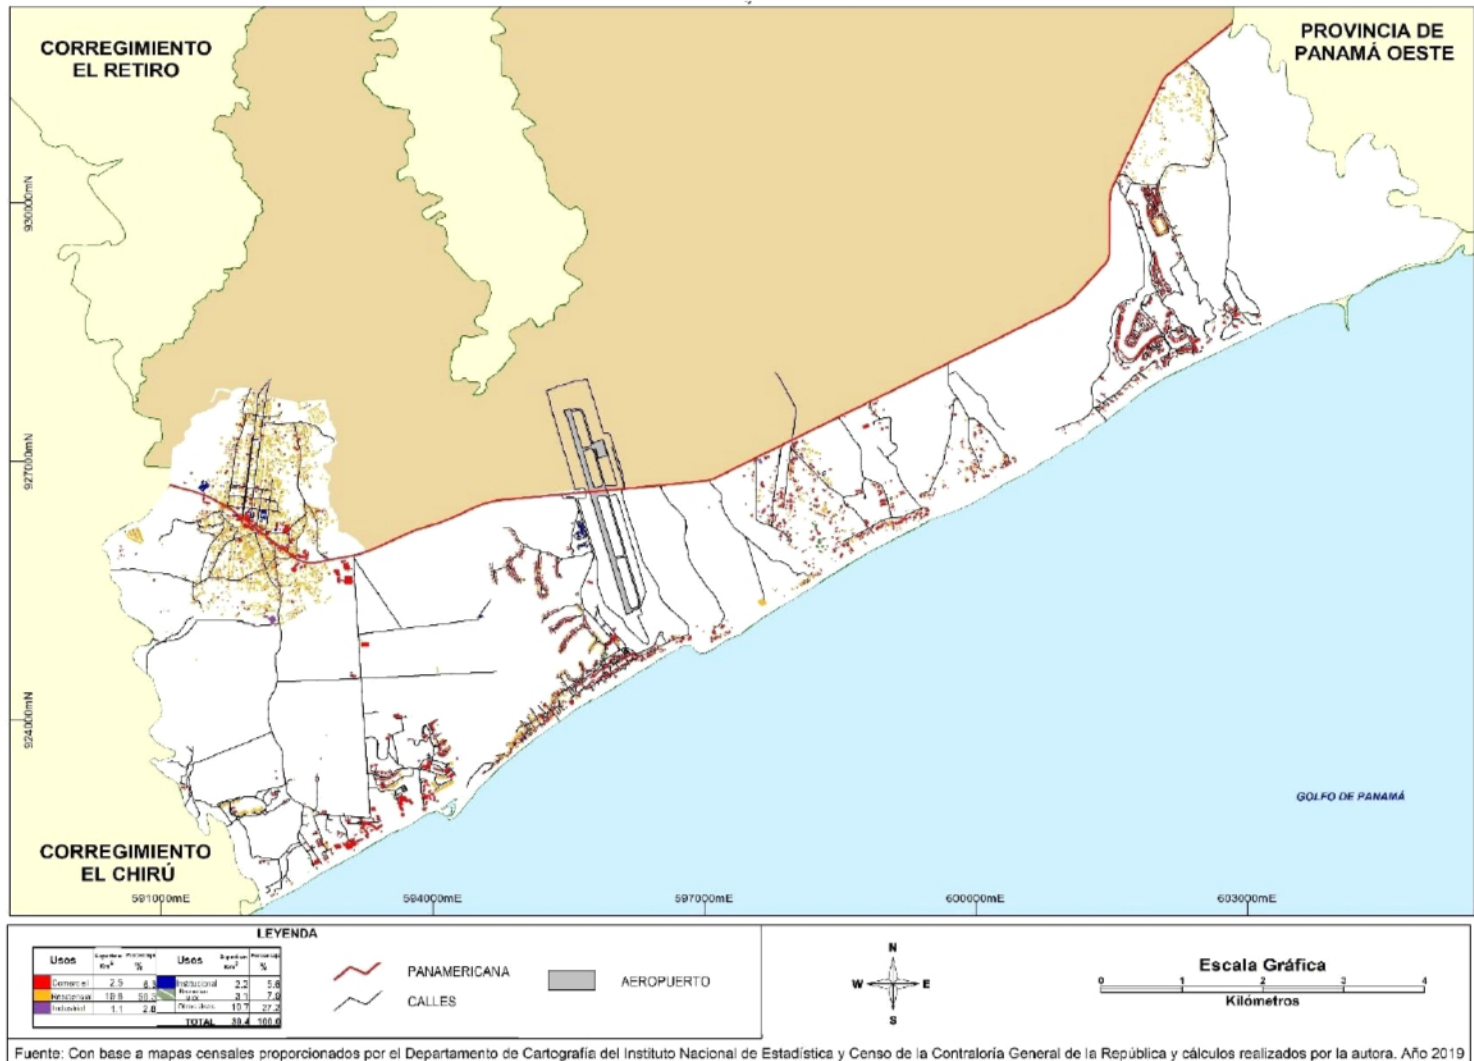 CORREGIMIENTO
EL RETIRO
PROVINCIA DE
PANAMÁ OESTE
930000mN
927000mN
924000mN
GOLFO DE PANAMÁ
CORREGIMIENTO
EL CHIRÚ
591000mE 594000mE 597000mE 600000mE 603000mE
LEYENDA
Usos Km² % Usos Km² %
Comercial 2.5 6.3 Institucional 2.2 5.6
Residencial 19.8 50.3 3.1 7.9
Industrial 1.1 2.8 10.7 27.2
TOTAL 39.4 100.0
PANAMERICANA
CALLES
AEROPUERTO
N
W E
S
Escala Gráfica
0 1 2 3 4
Kilómetros
Fuente: Con base a mapas censales proporcionados por el Departamento de Cartografía del Instituto Nacional de Estadística y Censo de la Contraloría General de la República y cálculos realizados por la autora. Año 2019